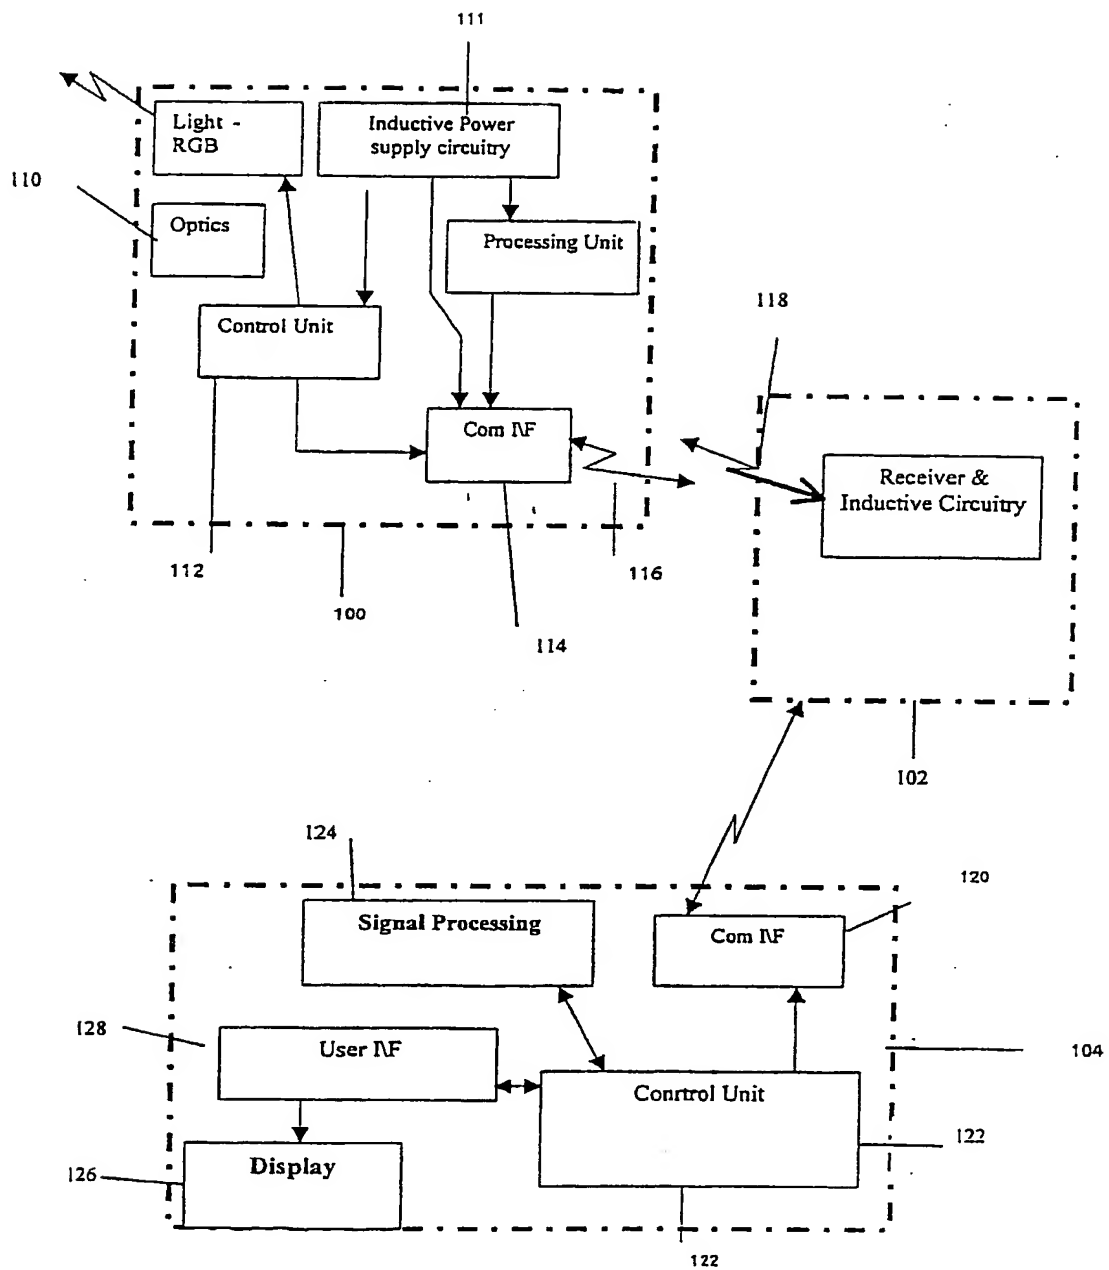 111
Light -
RGB
Inductive Power
supply circuitry
110
Optics
Processing Unit
Control Unit
118
Com I\F
Receiver &
Inductive Circuitry
112
100
116
114
102
124
120
Signal Processing
Com I\F
128
User I\F
104
Conrtrol Unit
122
126
Display
122